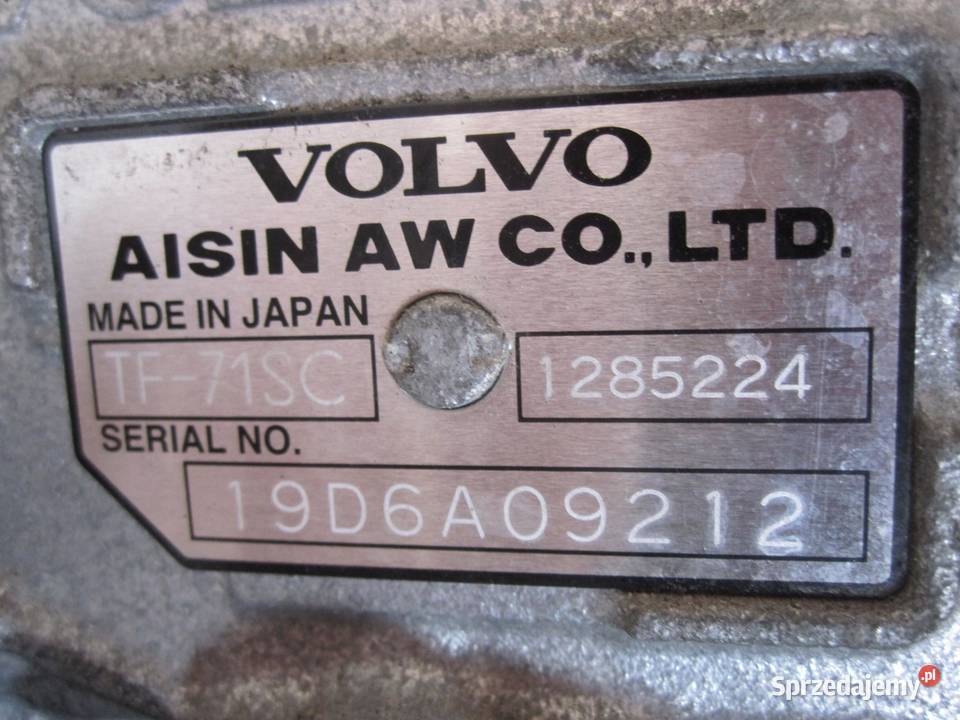 VOLVO
AISIN AW CO., LTD.
MADE IN JAPAN
TF-71SC
1285224
SERIAL NO.
19D6A09212
Sprzedajemy.pl